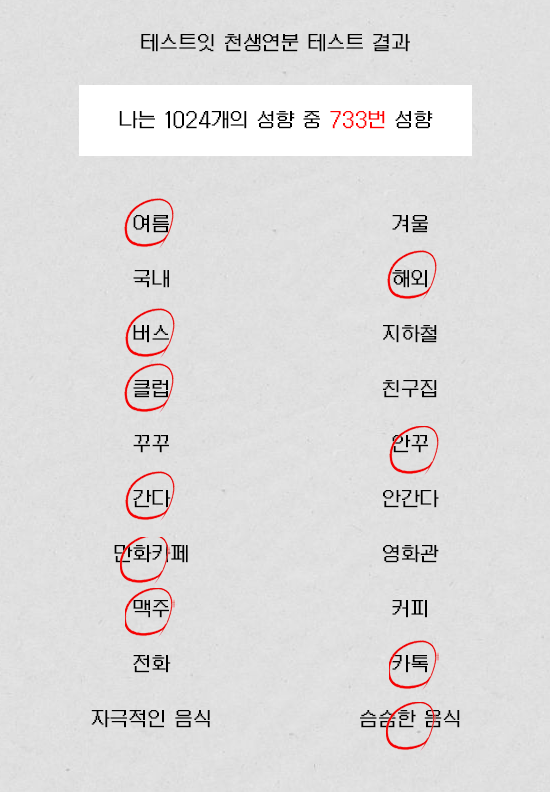 테스트잇 천생연분 테스트 결과
나는 1024개의 성향 중 733번 성향
여름 겨울
국내 해외
버스 지하철
클럽 친구집
꾸꾸 안꾸
간다 안간다
만화카페 영화관
맥주 커피
전화 카톡
자극적인 음식 슴슴한 음식